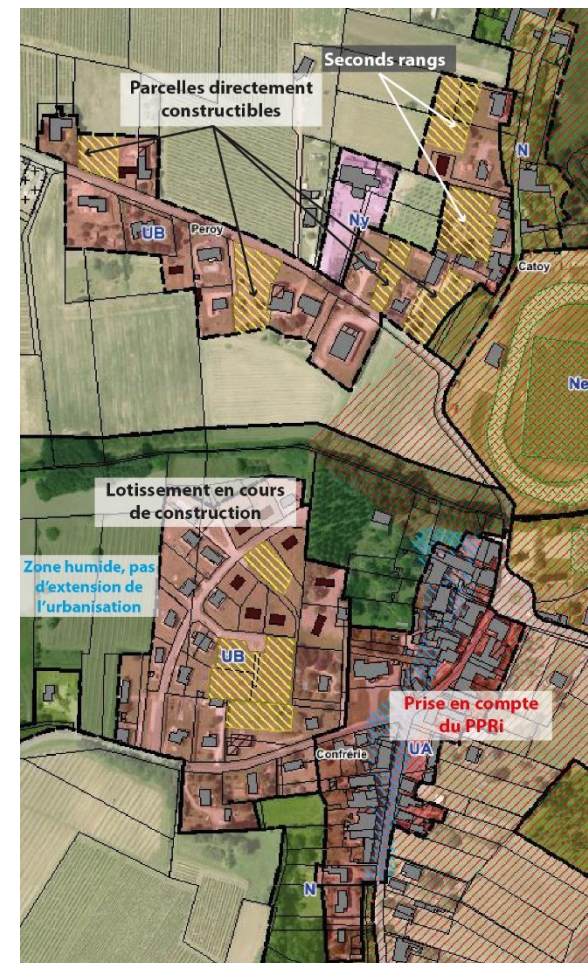 Seconds rangs
Parcelles directement
constructibles
N
Ny
UB
Peroy
Catoy
Ne
Lotissement en cours
de construction
Zone humide, pas
d'extension de
l'urbanisation
UB
Prise en compte
du PPRi
UA
Confrérie
N